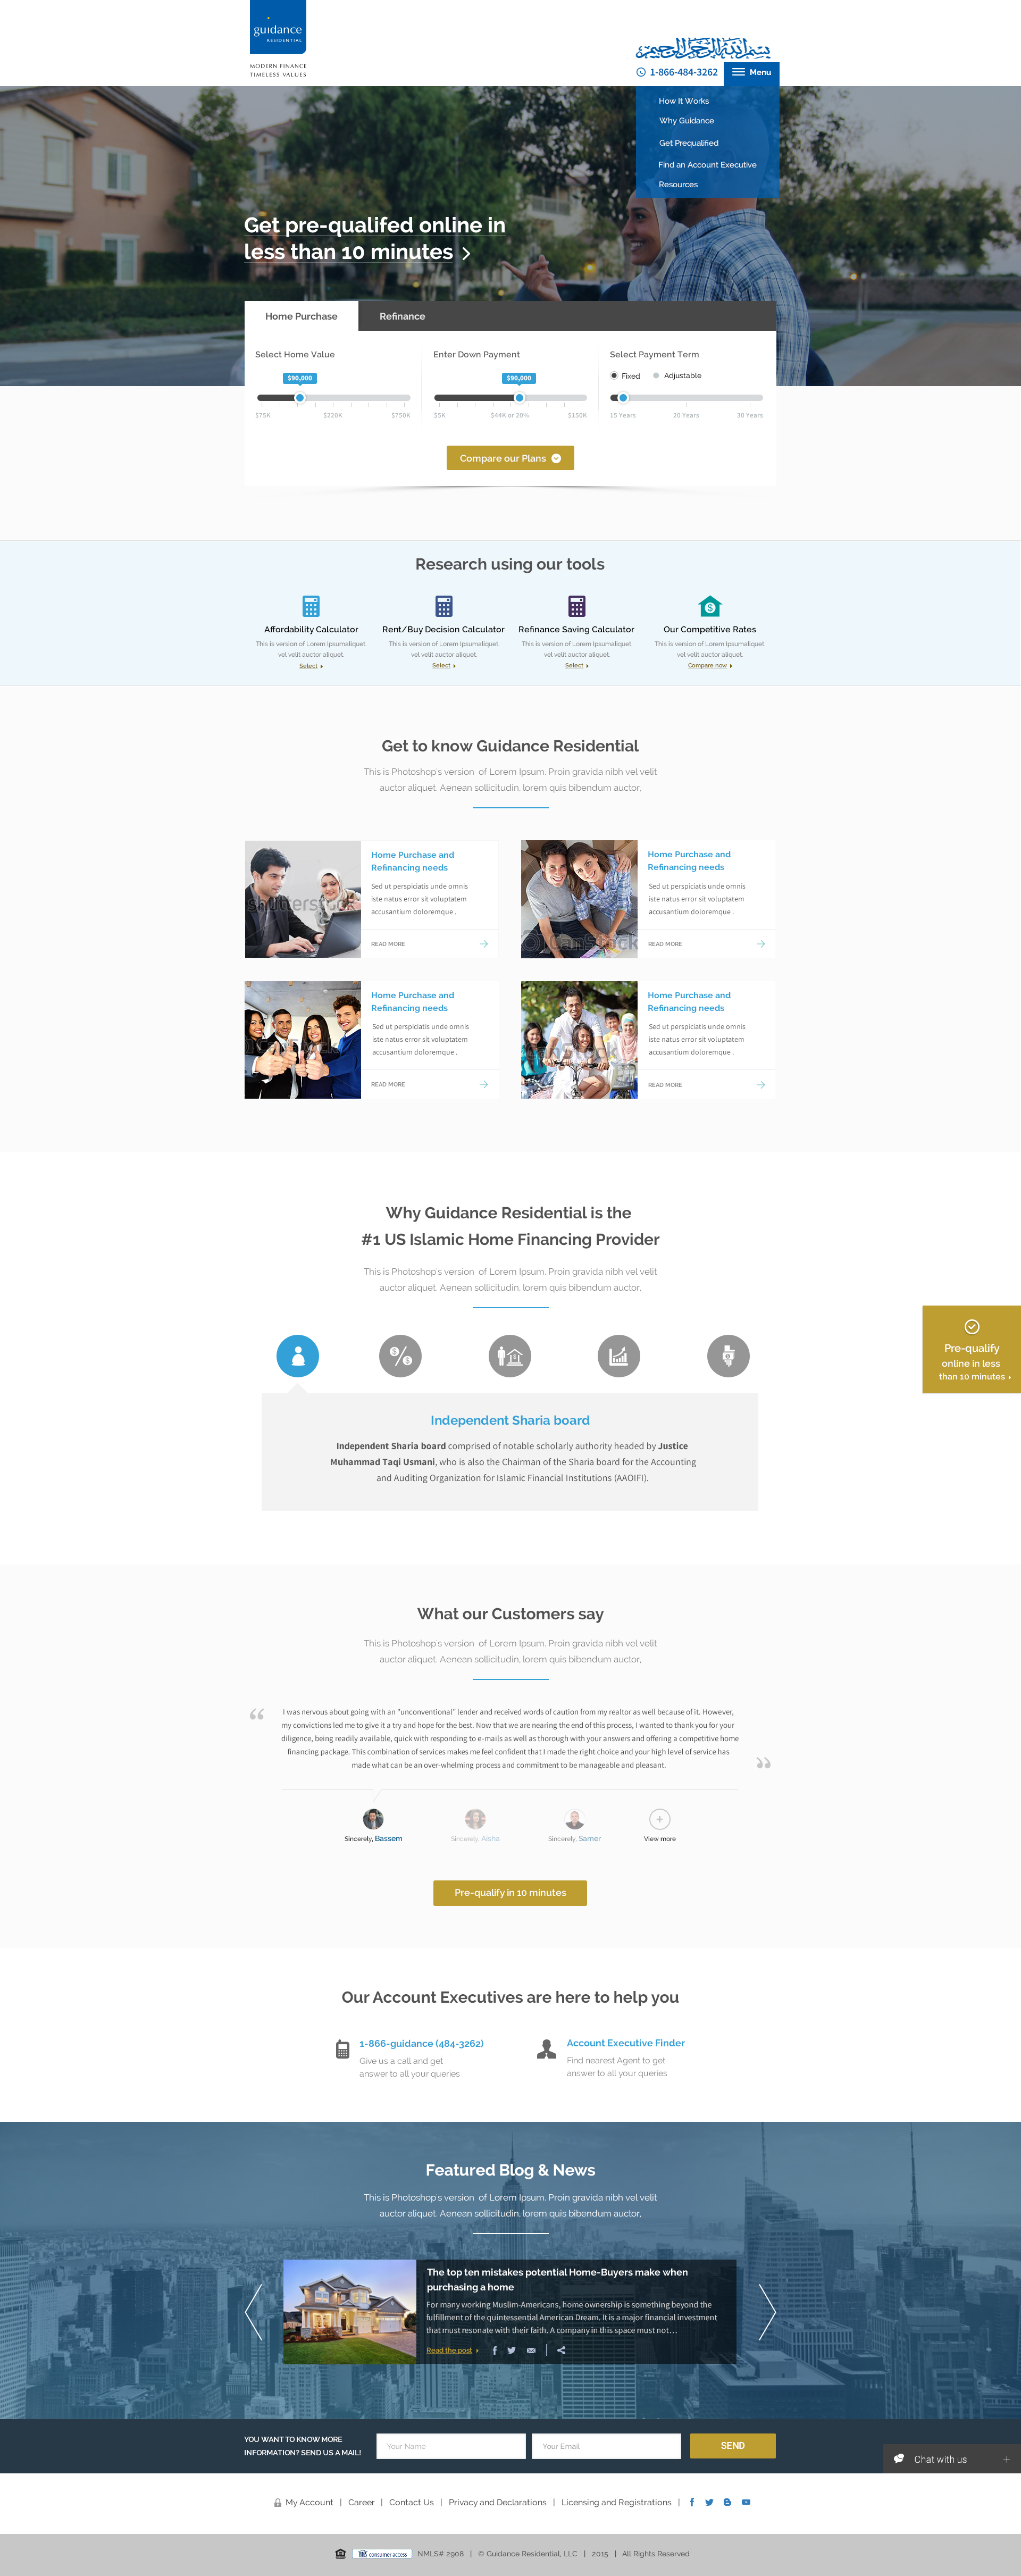 guidance
RESIDENTIAL
MODERN FINANCE
TIMELESS VALUES
بسم الله الرحمن الرحيم
1-866-484-3262
Menu
How It Works
Why Guidance
Get Prequalified
Find an Account Executive
Resources
Get pre-qualifed online in
less than 10 minutes
Home Purchase
Refinance
Select Home Value
Enter Down Payment
Select Payment Term
$90,000
$90,000
Fixed
Adjustable
$75K
$220K
$750K
$5K
$44K or 20%
$150K
15 Years
20 Years
30 Years
Compare our Plans
Research using our tools
Affordability Calculator
This is version of Lorem Ipsumaliquet.
vel velit auctor aliquet.
Select
Rent/Buy Decision Calculator
This is version of Lorem Ipsumaliquet.
vel velit auctor aliquet.
Select
Refinance Saving Calculator
This is version of Lorem Ipsumaliquet.
vel velit auctor aliquet.
Select
Our Competitive Rates
This is version of Lorem Ipsumaliquet.
vel velit auctor aliquet.
Compare now
Get to know Guidance Residential
This is Photoshop's version of Lorem Ipsum. Proin gravida nibh vel velit
auctor aliquet. Aenean sollicitudin, lorem quis bibendum auctor,
shutterstock
Home Purchase and
Refinancing needs
Sed ut perspiciatis unde omnis
iste natus error sit voluptatem
accusantium doloremque .
READ MORE
CanStock
Home Purchase and
Refinancing needs
Sed ut perspiciatis unde omnis
iste natus error sit voluptatem
accusantium doloremque .
READ MORE
Home Purchase and
Refinancing needs
Sed ut perspiciatis unde omnis
iste natus error sit voluptatem
accusantium doloremque .
READ MORE
Home Purchase and
Refinancing needs
Sed ut perspiciatis unde omnis
iste natus error sit voluptatem
accusantium doloremque .
READ MORE
Why Guidance Residential is the
#1 US Islamic Home Financing Provider
This is Photoshop's version of Lorem Ipsum. Proin gravida nibh vel velit
auctor aliquet. Aenean sollicitudin, lorem quis bibendum auctor,
Pre-qualify
online in less
than 10 minutes
Independent Sharia board
Independent Sharia board comprised of notable scholarly authority headed by Justice
Muhammad Taqi Usmani, who is also the Chairman of the Sharia board for the Accounting
and Auditing Organization for Islamic Financial Institutions (AAOIFI).
What our Customers say
This is Photoshop's version of Lorem Ipsum. Proin gravida nibh vel velit
auctor aliquet. Aenean sollicitudin, lorem quis bibendum auctor,
“
I was nervous about going with an "unconventional" lender and received words of caution from my realtor as well because of it. However,
my convictions led me to give it a try and hope for the best. Now that we are nearing the end of this process, I wanted to thank you for your
diligence, being readily available, quick with responding to e-mails as well as thorough with your answers and offering a competitive home
financing package. This combination of services makes me feel confident that I made the right choice and your high level of service has
made what can be an over-whelming process and commitment to be manageable and pleasant.
”
Sincerely, Bassem
Sincerely, Aisha
Sincerely, Samer
View more
Pre-qualify in 10 minutes
Our Account Executives are here to help you
1-866-guidance (484-3262)
Give us a call and get
answer to all your queries
Account Executive Finder
Find nearest Agent to get
answer to all your queries
Featured Blog & News
This is Photoshop's version of Lorem Ipsum. Proin gravida nibh vel velit
auctor aliquet. Aenean sollicitudin, lorem quis bibendum auctor,
The top ten mistakes potential Home-Buyers make when
purchasing a home
For many working Muslim-Americans, home ownership is something beyond the
fulfillment of the quintessential American Dream. It is a major financial investment
that must resonate with their faith. A company in this space must not…
Read the post
YOU WANT TO KNOW MORE
INFORMATION? SEND US A MAIL!
Your Name
Your Email
SEND
Chat with us
My Account | Career | Contact Us | Privacy and Declarations | Licensing and Registrations |
consumer access
NMLS# 2908 | © Guidance Residential, LLC | 2015 | All Rights Reserved